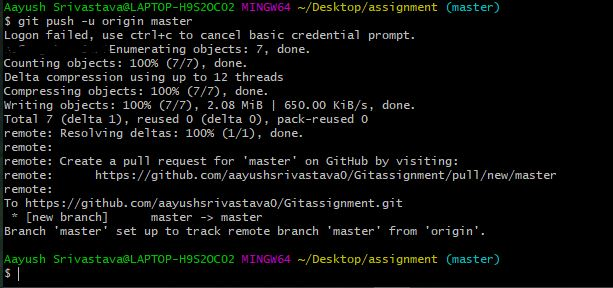 Aayush Srivastava@LAPTOP-H9S2OC02 MINGW64 ~/Desktop/assignment (master)
$ git push -u origin master
Logon failed, use ctrl+c to cancel basic credential prompt.
Enumerating objects: 7, done.
Counting objects: 100% (7/7), done.
Delta compression using up to 12 threads
Compressing objects: 100% (7/7), done.
Writing objects: 100% (7/7), 2.08 MiB | 650.00 KiB/s, done.
Total 7 (delta 1), reused 0 (delta 0), pack-reused 0
remote: Resolving deltas: 100% (1/1), done.
remote:
remote: Create a pull request for 'master' on GitHub by visiting:
remote:      https://github.com/aayushsrivastava0/Gitassignment/pull/new/master
remote:
To https://github.com/aayushsrivastava0/Gitassignment.git
 * [new branch]      master -> master
Branch 'master' set up to track remote branch 'master' from 'origin'.
Aayush Srivastava@LAPTOP-H9S2OC02 MINGW64 ~/Desktop/assignment (master)
$